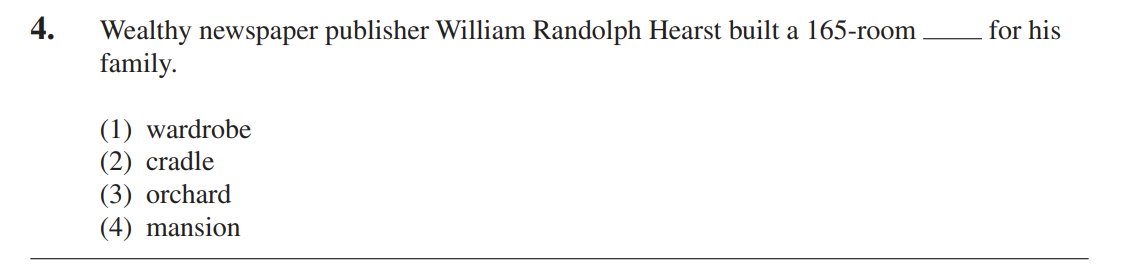 4. Wealthy newspaper publisher William Randolph Hearst built a 165-room _____ for his
family.
(1) wardrobe
(2) cradle
(3) orchard
(4) mansion